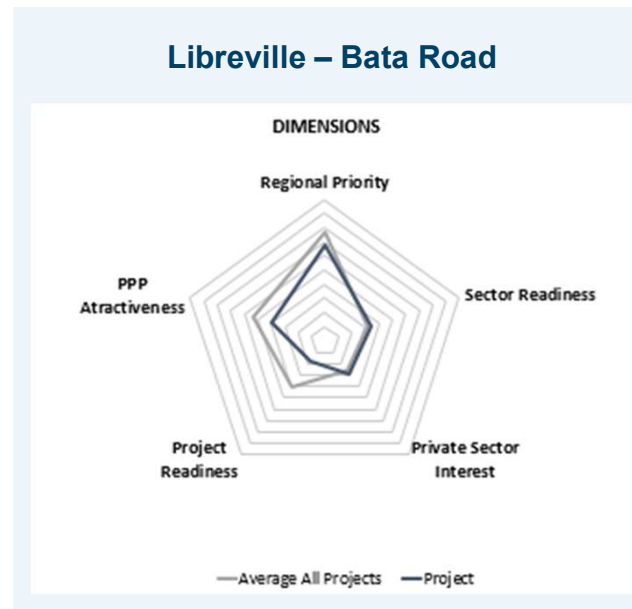 Libreville – Bata Road
DIMENSIONS
Regional Priority
PPP
Atractiveness
Sector Readiness
Project
Readiness
Private Sector
Interest
Average All Projects
Project